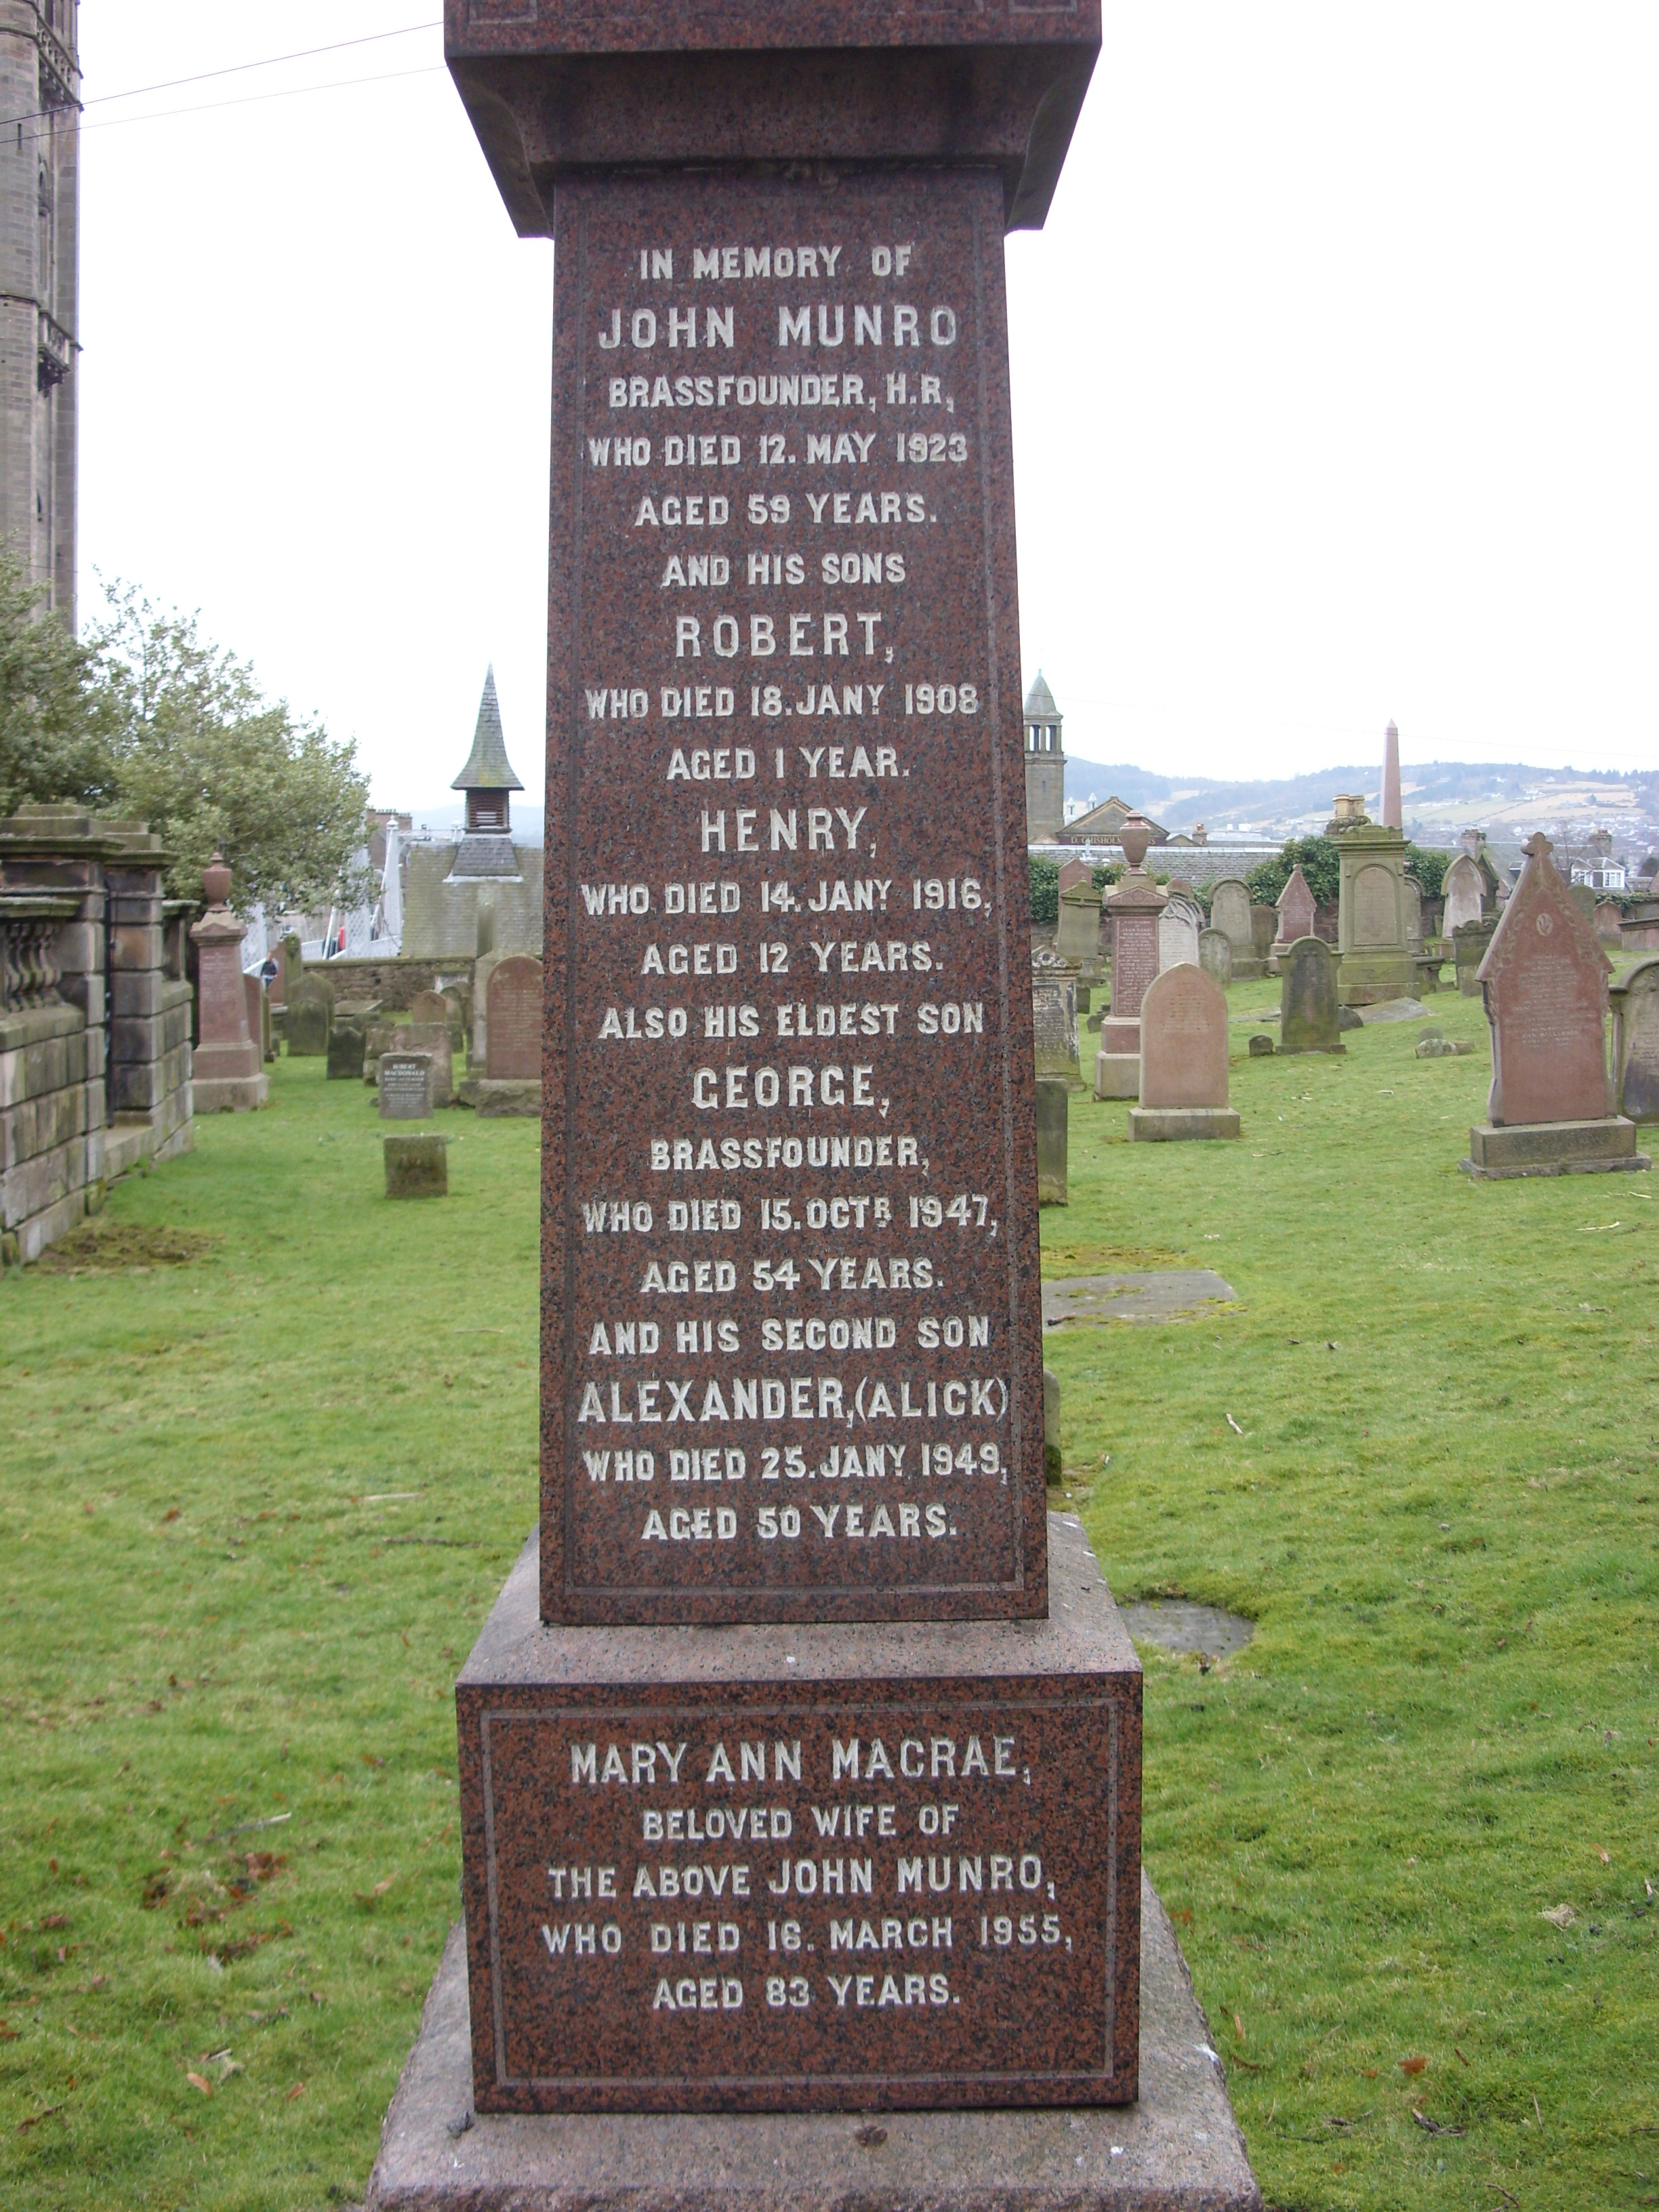 IN MEMORY OF
JOHN MUNRO
BRASSFOUNDER, H.R,
WHO DIED 12. MAY 1923
AGED 59 YEARS.
AND HIS SONS
ROBERT,
WHO DIED 18. JANY 1908
AGED 1 YEAR.
HENRY,
WHO DIED 14. JANY 1916,
AGED 12 YEARS.
ALSO HIS ELDEST SON
GEORGE,
BRASSFOUNDER,
WHO DIED 15. OCTR 1947,
AGED 54 YEARS.
AND HIS SECOND SON
ALEXANDER, (ALICK)
WHO DIED 25. JANY 1949,
AGED 50 YEARS.
MARY ANN MACRAE,
BELOVED WIFE OF
THE ABOVE JOHN MUNRO,
WHO DIED 16. MARCH 1955,
AGED 83 YEARS.
ROBERT
MACDONALD